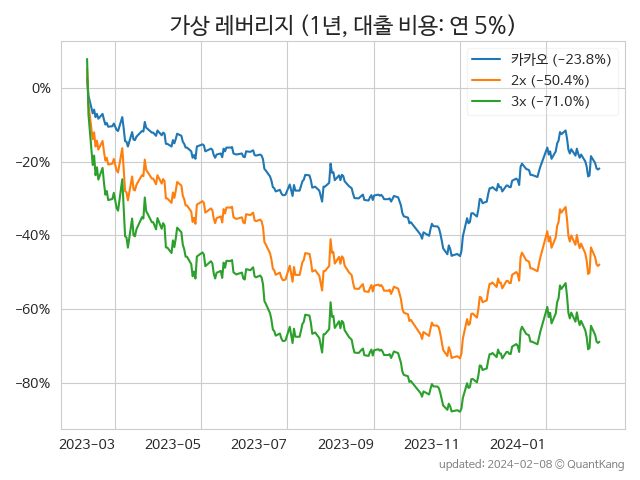 가상 레버리지 (1년, 대출 비용: 연 5%)
카카오 (−23.8%)
2x (−50.4%)
3x (−71.0%)
0%
−20%
−40%
−60%
−80%
2023-03 2023-05 2023-07 2023-09 2023-11 2024-01
updated: 2024-02-08 © QuantKang